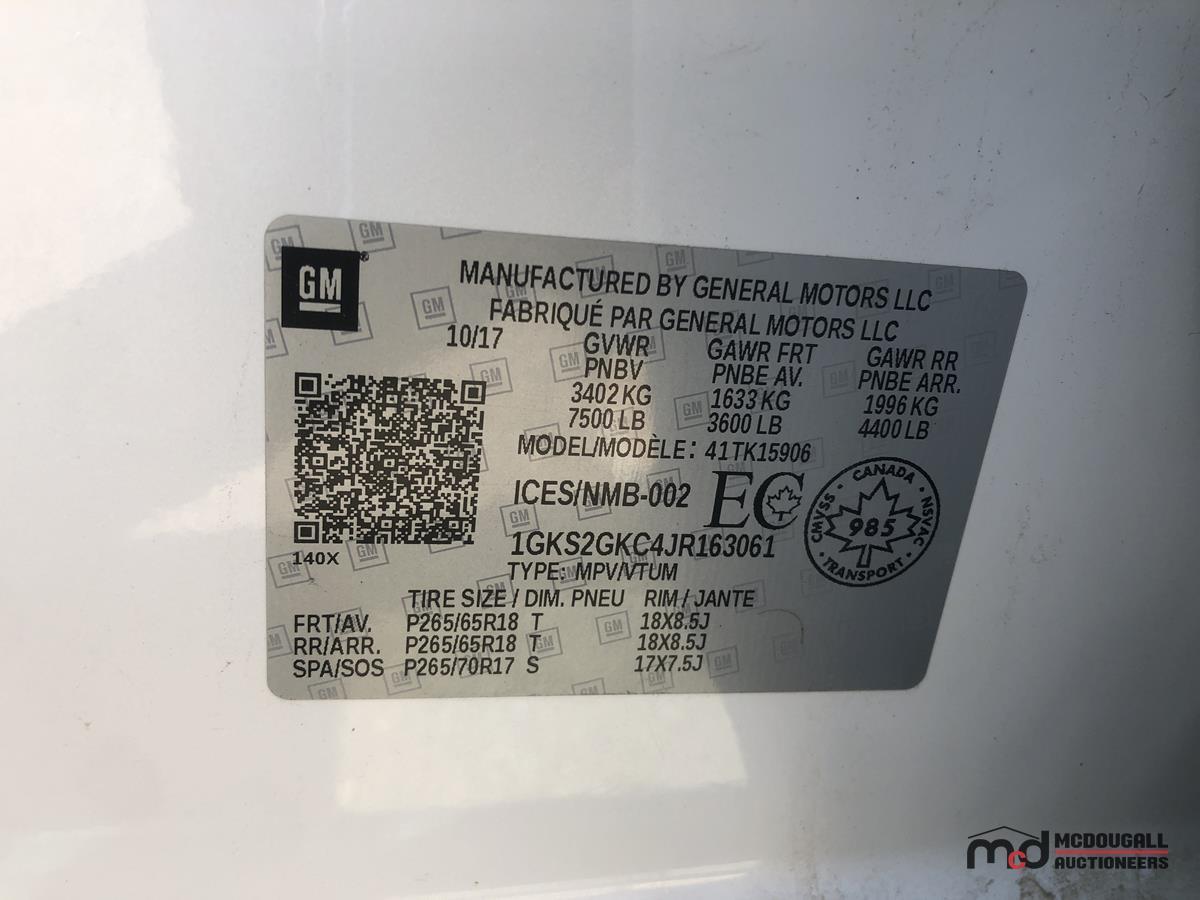 GM
MANUFACTURED BY GENERAL MOTORS LLC
FABRIQUÉ PAR GENERAL MOTORS LLC
10/17 GVWR GAWR FRT GAWR RR
PNBV PNBE AV. PNBE ARR.
3402 KG 1633 KG 1996 KG
7500 LB 3600 LB 4400 LB
MODEL/MODÈLE: 41TK15906
ICES/NMB-002 EC
CANADA
CMVSS 985 NSVAC
TRANSPORT
140X
1GKS2GKC4JR163061
TYPE: MPV/VTUM
TIRE SIZE / DIM. PNEU RIM / JANTE
FRT/AV. P265/65R18 T 18X8.5J
RR/ARR. P265/65R18 T 18X8.5J
SPA/SOS P265/70R17 S 17X7.5J
mcd MCDOUGALL
AUCTIONEERS